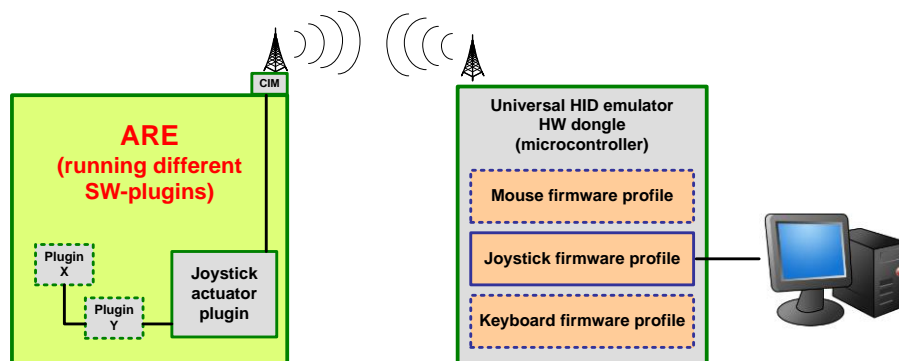 CIM
ARE
(running different
SW-plugins)
Plugin
X
Plugin
Y
Joystick
actuator
plugin
Universal HID emulator
HW dongle
(microcontroller)
Mouse firmware profile
Joystick firmware profile
Keyboard firmware profile